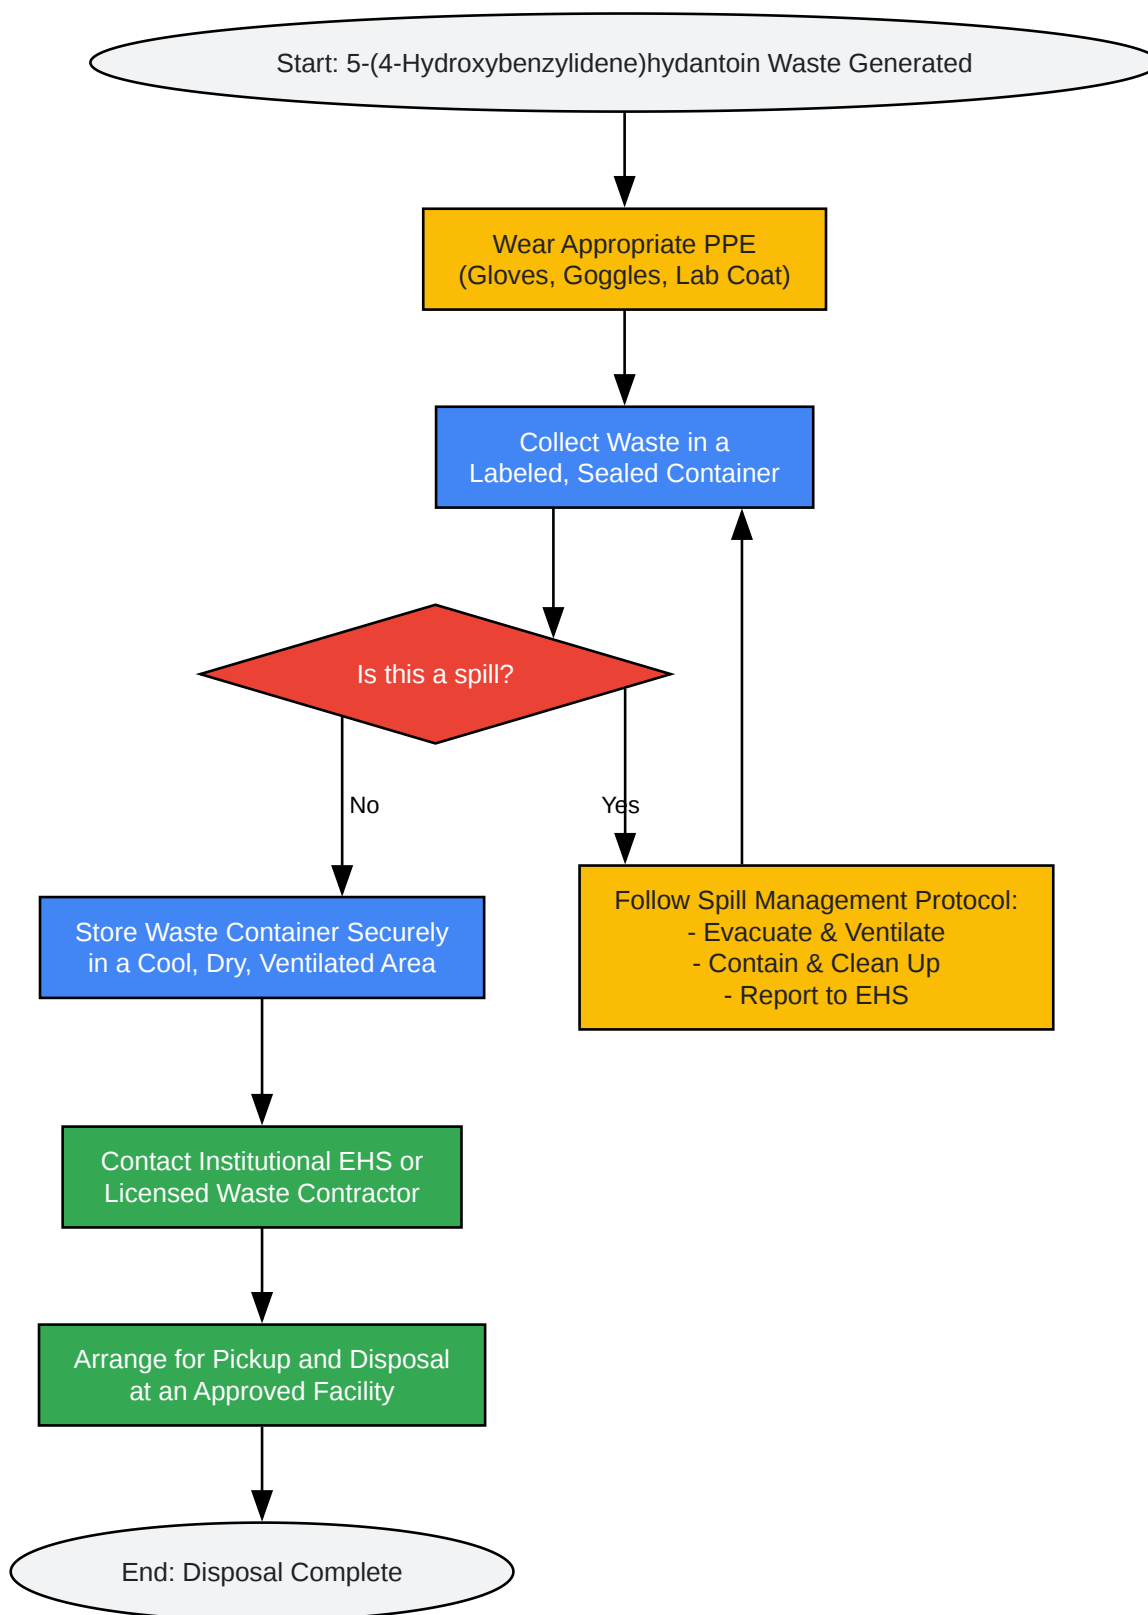 Start: 5-(4-Hydroxybenzylidene)hydantoin Waste Generated
Wear Appropriate PPE
(Gloves, Goggles, Lab Coat)
Collect Waste in a
Labeled, Sealed Container
Is this a spill?
No
Yes
Store Waste Container Securely
in a Cool, Dry, Ventilated Area
Follow Spill Management Protocol:
- Evacuate & Ventilate
- Contain & Clean Up
- Report to EHS
Contact Institutional EHS or
Licensed Waste Contractor
Arrange for Pickup and Disposal
at an Approved Facility
End: Disposal Complete